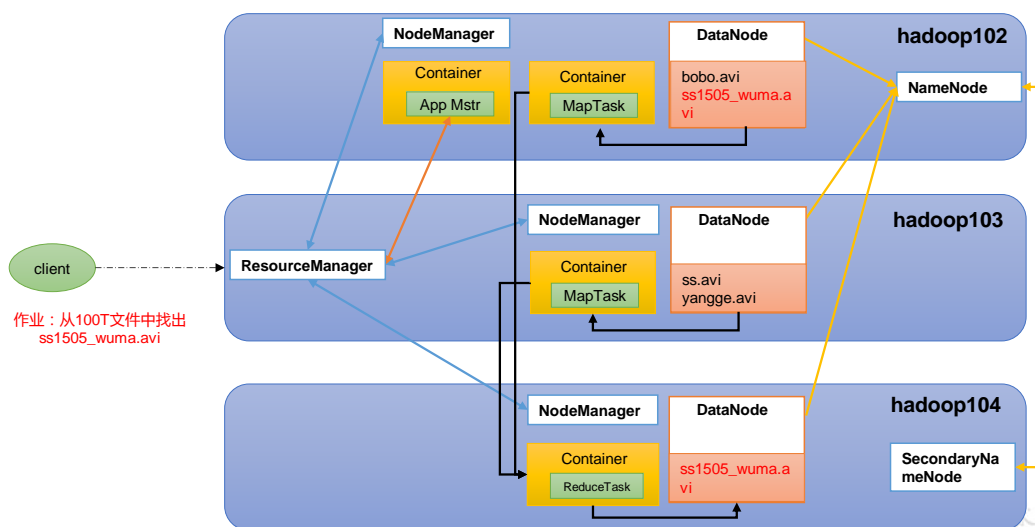 hadoop102
NodeManager
DataNode
Container
App Mstr
Container
MapTask
bobo.avi
ss1505_wuma.a
vi
NameNode
hadoop103
client
作业：从100T文件中找出
ss1505_wuma.avi
ResourceManager
NodeManager
DataNode
Container
MapTask
ss.avi
yangge.avi
hadoop104
NodeManager
DataNode
Container
ReduceTask
ss1505_wuma.a
vi
SecondaryNa
meNode